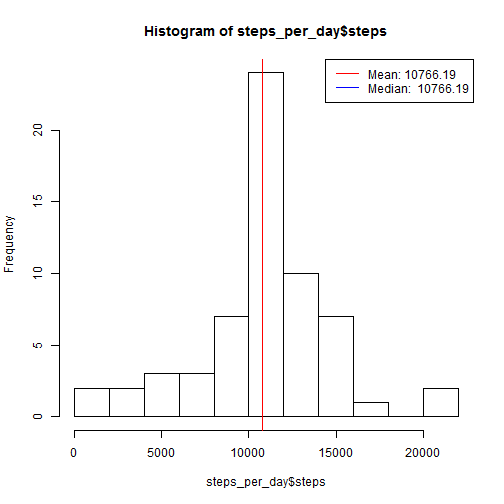 Histogram of steps_per_day$steps
Mean: 10766.19
Median:  10766.19
Frequency
20
15
10
5
0
0 5000 10000 15000 20000
steps_per_day$steps